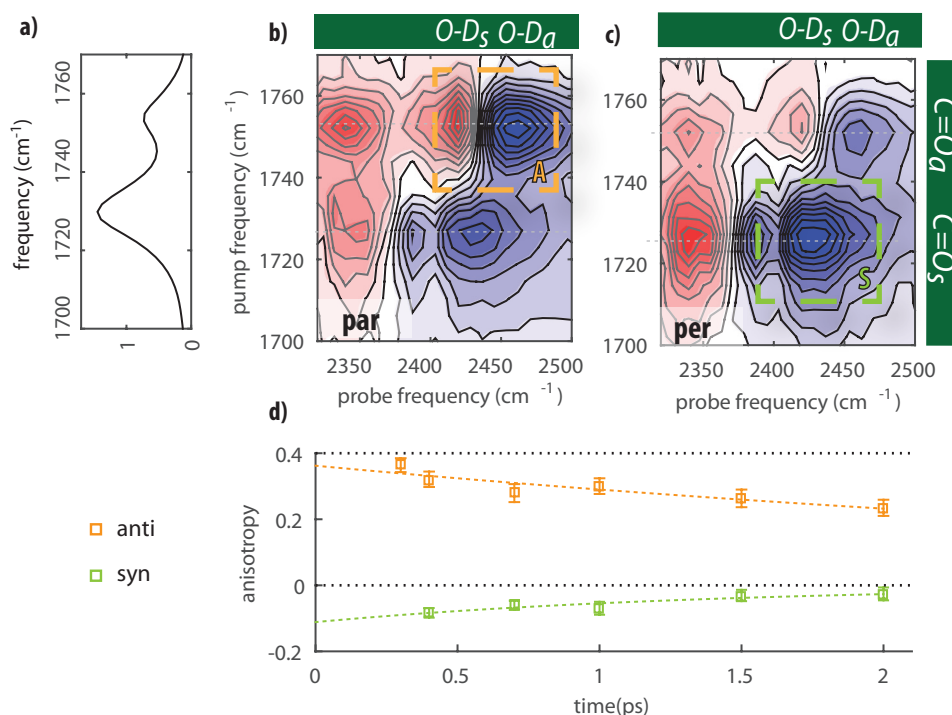 a)
frequency (cm-1)
1760
1740
1720
1700
1
0
b)
O-Ds O-Da
pump frequency (cm-1)
1760
1740
1720
1700
A
par
2350
2400
2450
2500
probe frequency (cm -1)
c)
O-Ds O-Da
1760
1740
1720
1700
S
per
2350
2400
2450
2500
probe frequency (cm -1)
C=Oa
C=Os
d)
anti
syn
anisotropy
0.4
0.2
0
-0.2
0
0.5
1
1.5
2
time(ps)